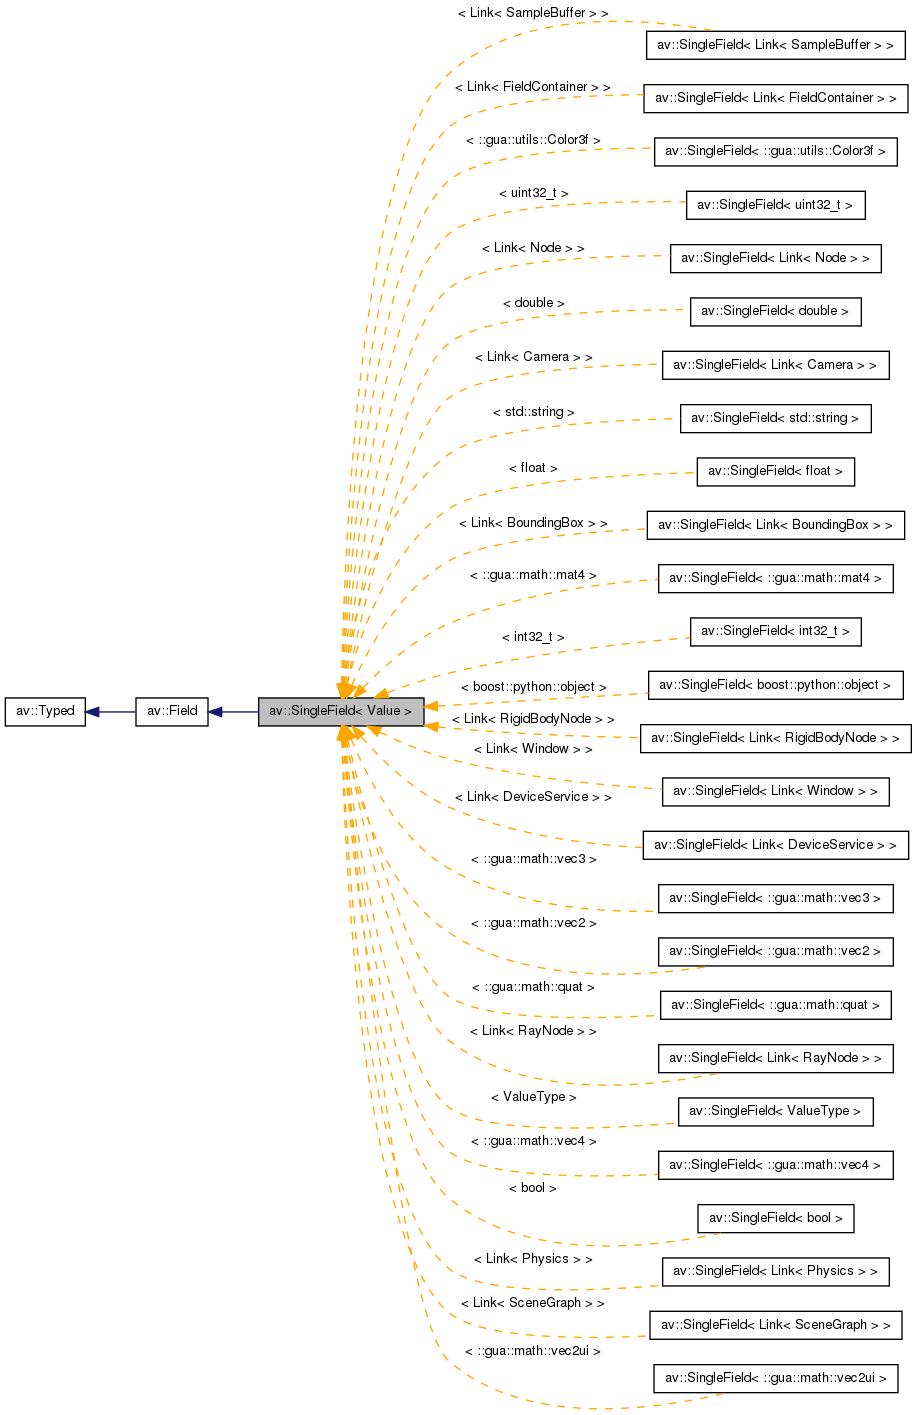 < Link< SampleBuffer > >
av::SingleField< Link< SampleBuffer > >
< Link< FieldContainer > >
av::SingleField< Link< FieldContainer > >
< ::gua::utils::Color3f >
av::SingleField< ::gua::utils::Color3f >
< uint32_t >
av::SingleField< uint32_t >
< Link< Node > >
av::SingleField< Link< Node > >
< double >
av::SingleField< double >
< Link< Camera > >
av::SingleField< Link< Camera > >
< std::string >
av::SingleField< std::string >
< float >
av::SingleField< float >
< Link< BoundingBox > >
av::SingleField< Link< BoundingBox > >
< ::gua::math::mat4 >
av::SingleField< ::gua::math::mat4 >
< int32_t >
av::SingleField< int32_t >
< boost::python::object >
av::SingleField< boost::python::object >
av::Typed
av::Field
av::SingleField< Value >
< Link< RigidBodyNode > >
av::SingleField< Link< RigidBodyNode > >
< Link< Window > >
av::SingleField< Link< Window > >
< Link< DeviceService > >
av::SingleField< Link< DeviceService > >
< ::gua::math::vec3 >
av::SingleField< ::gua::math::vec3 >
< ::gua::math::vec2 >
av::SingleField< ::gua::math::vec2 >
< ::gua::math::quat >
av::SingleField< ::gua::math::quat >
< Link< RayNode > >
av::SingleField< Link< RayNode > >
< ValueType >
av::SingleField< ValueType >
< ::gua::math::vec4 >
av::SingleField< ::gua::math::vec4 >
< bool >
av::SingleField< bool >
< Link< Physics > >
av::SingleField< Link< Physics > >
< Link< SceneGraph > >
av::SingleField< Link< SceneGraph > >
< ::gua::math::vec2ui >
av::SingleField< ::gua::math::vec2ui >